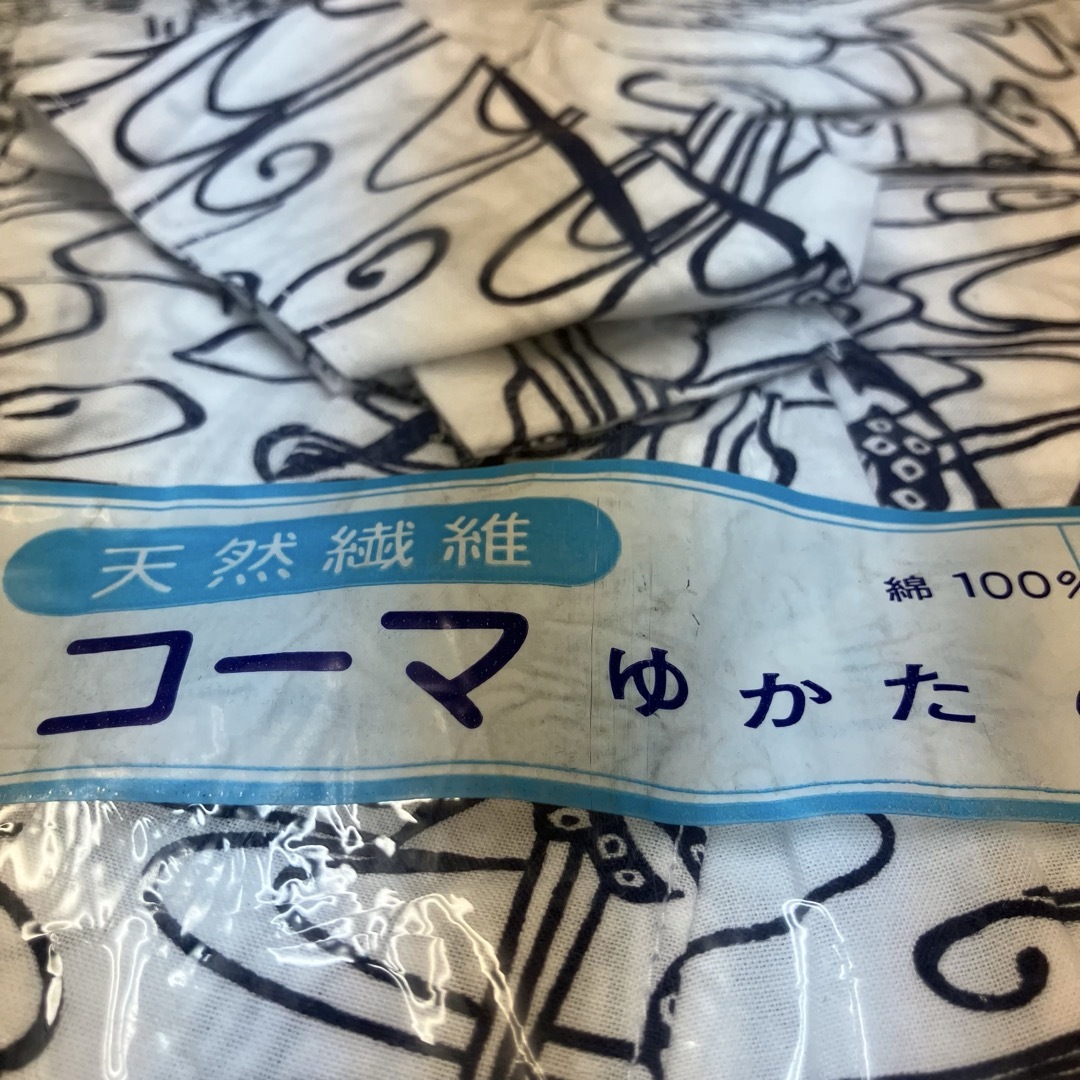 天然繊維
綿 100%
コーマ ゆかた